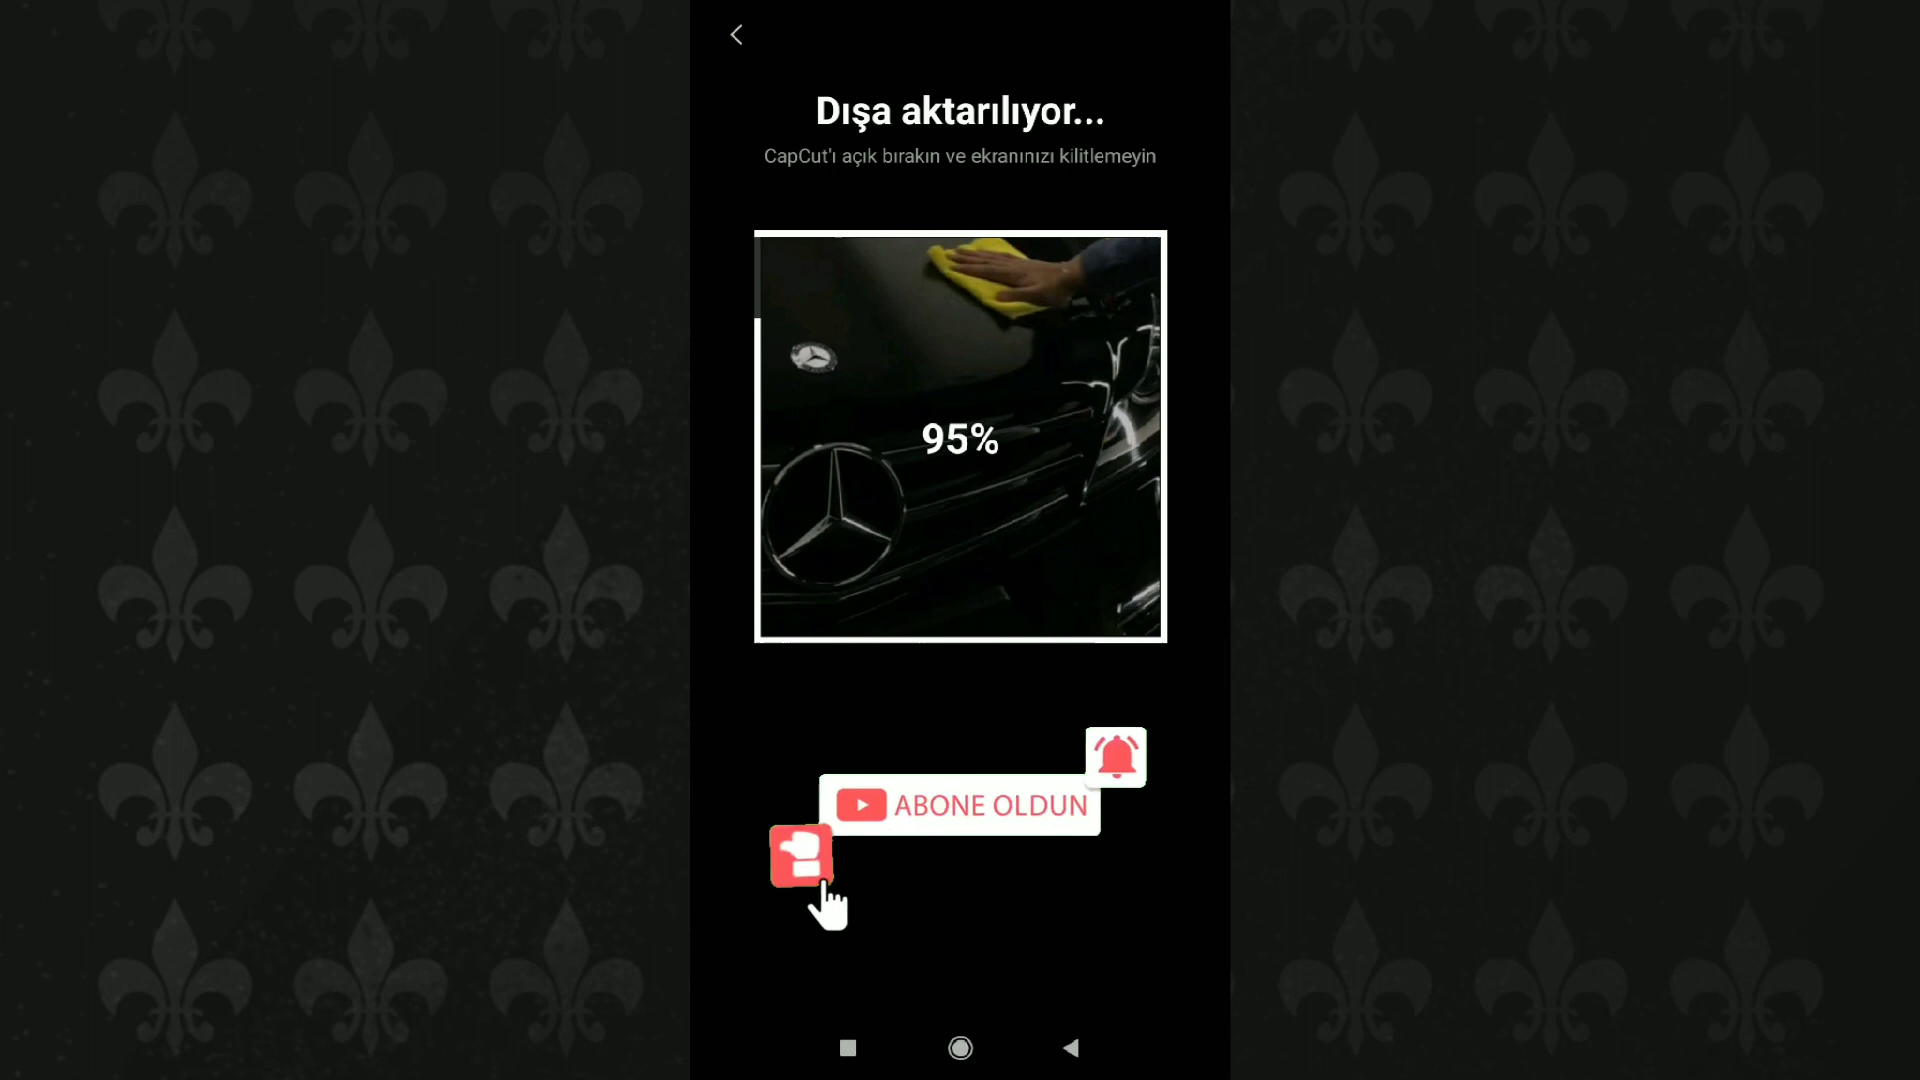 Dışa aktarılıyor...
CapCut'ı açık bırakın ve ekranınızı kilitlemeyin
95%
ABONE OLDUN